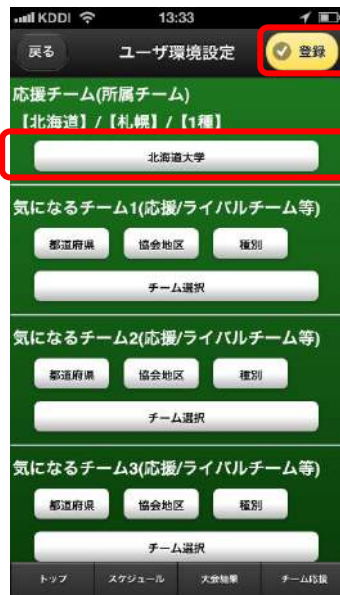 KDDI 13:33
戻る ユーザ環境設定 登録
応援チーム(所属チーム)
【北海道】/【札幌】/【1種】
北海道大学
気になるチーム1(応援/ライバルチーム等)
都道府県 協会地区 種別
チーム選択
気になるチーム2(応援/ライバルチーム等)
都道府県 協会地区 種別
チーム選択
気になるチーム3(応援/ライバルチーム等)
都道府県 協会地区 種別
チーム選択
トップ スケジュール 大会結果 チーム応援